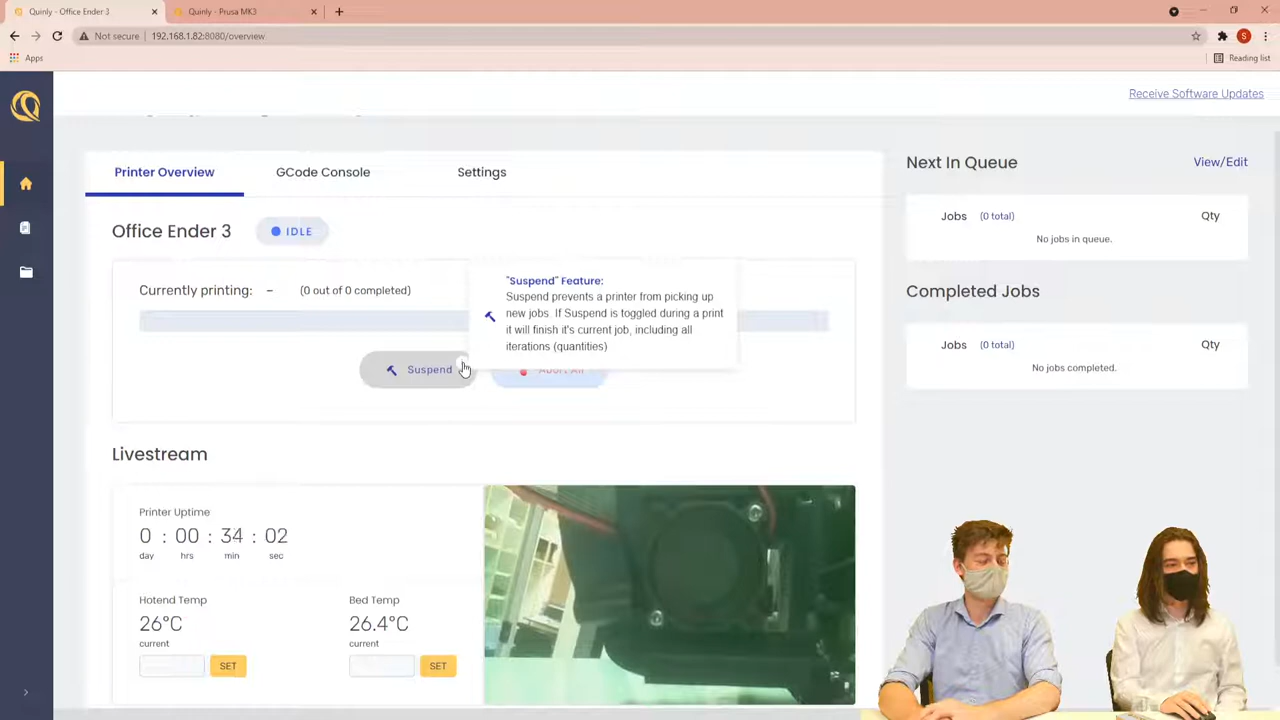 Quinly - Office Ender 3
Quinly - Prusa MK3
Not secure
192.168.1.82:8080/overview
S
Apps
Reading list
Receive Software Updates
Printer Overview
GCode Console
Settings
Office Ender 3
IDLE
Currently printing: – (0 out of 0 completed)
"Suspend" Feature:
Suspend prevents a printer from picking up
new jobs. If Suspend is toggled during a print
it will finish it's current job, including all
iterations (quantities)
Suspend
Abort All
Livestream
Printer Uptime
0 : 00 : 34 : 02
day hrs min sec
Hotend Temp
26°C
current
SET
Bed Temp
26.4°C
current
SET
Next In Queue
View/Edit
Jobs (0 total) Qty
No jobs in queue.
Completed Jobs
Jobs (0 total) Qty
No jobs completed.